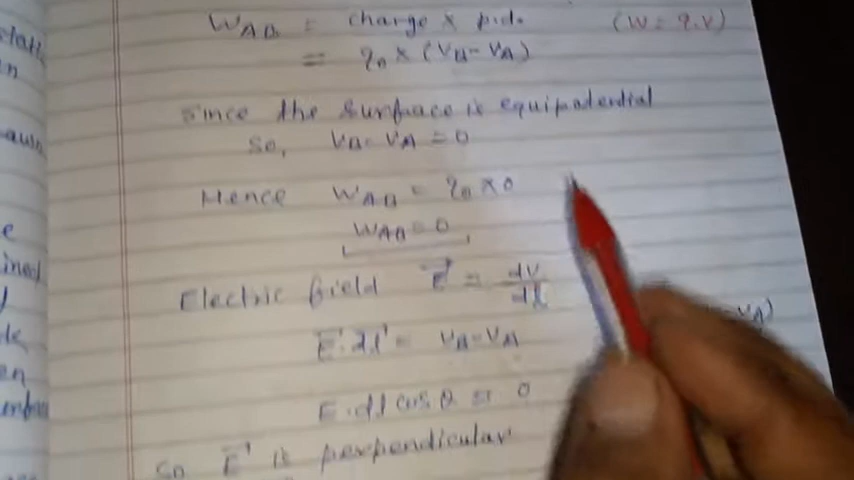 W_AB = charge x p.d. (W = q.V)
= q₀ x (V_B - V_A)
Since the surface is equipotential
So, V_B - V_A = 0
Hence W_AB = q₀ x 0
W_AB = 0
Electric field E⃗ = dV/dl
E⃗.dl⃗ = V_B - V_A
E.dl cos θ = 0
So E⃗ is perpendicular